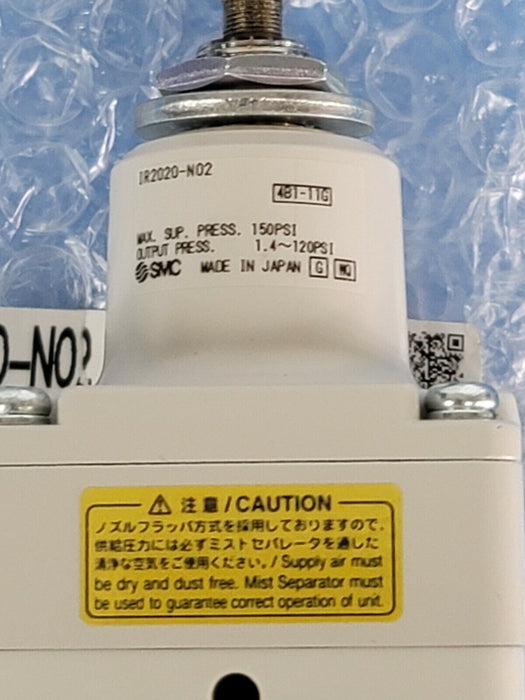 IR2020-N02
4B1-11G
MAX. SUP. PRESS. 150PSI
OUTPUT PRESS. 1.4～120PSI
SMC MADE IN JAPAN G
0-N02
⚠ 注意/CAUTION
ノズルフラッパ方式を採用しておりますので、
供給圧力には必ずミストセパレータを通した
清浄な空気をご使用ください。/Supply air must
be dry and dust free. Mist Separator must
be used to guarantee correct operation of unit.